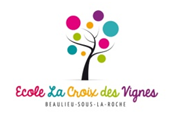 Ecole La Croix des Vignes
BEAULIEU-SOUS-LA-ROCHE